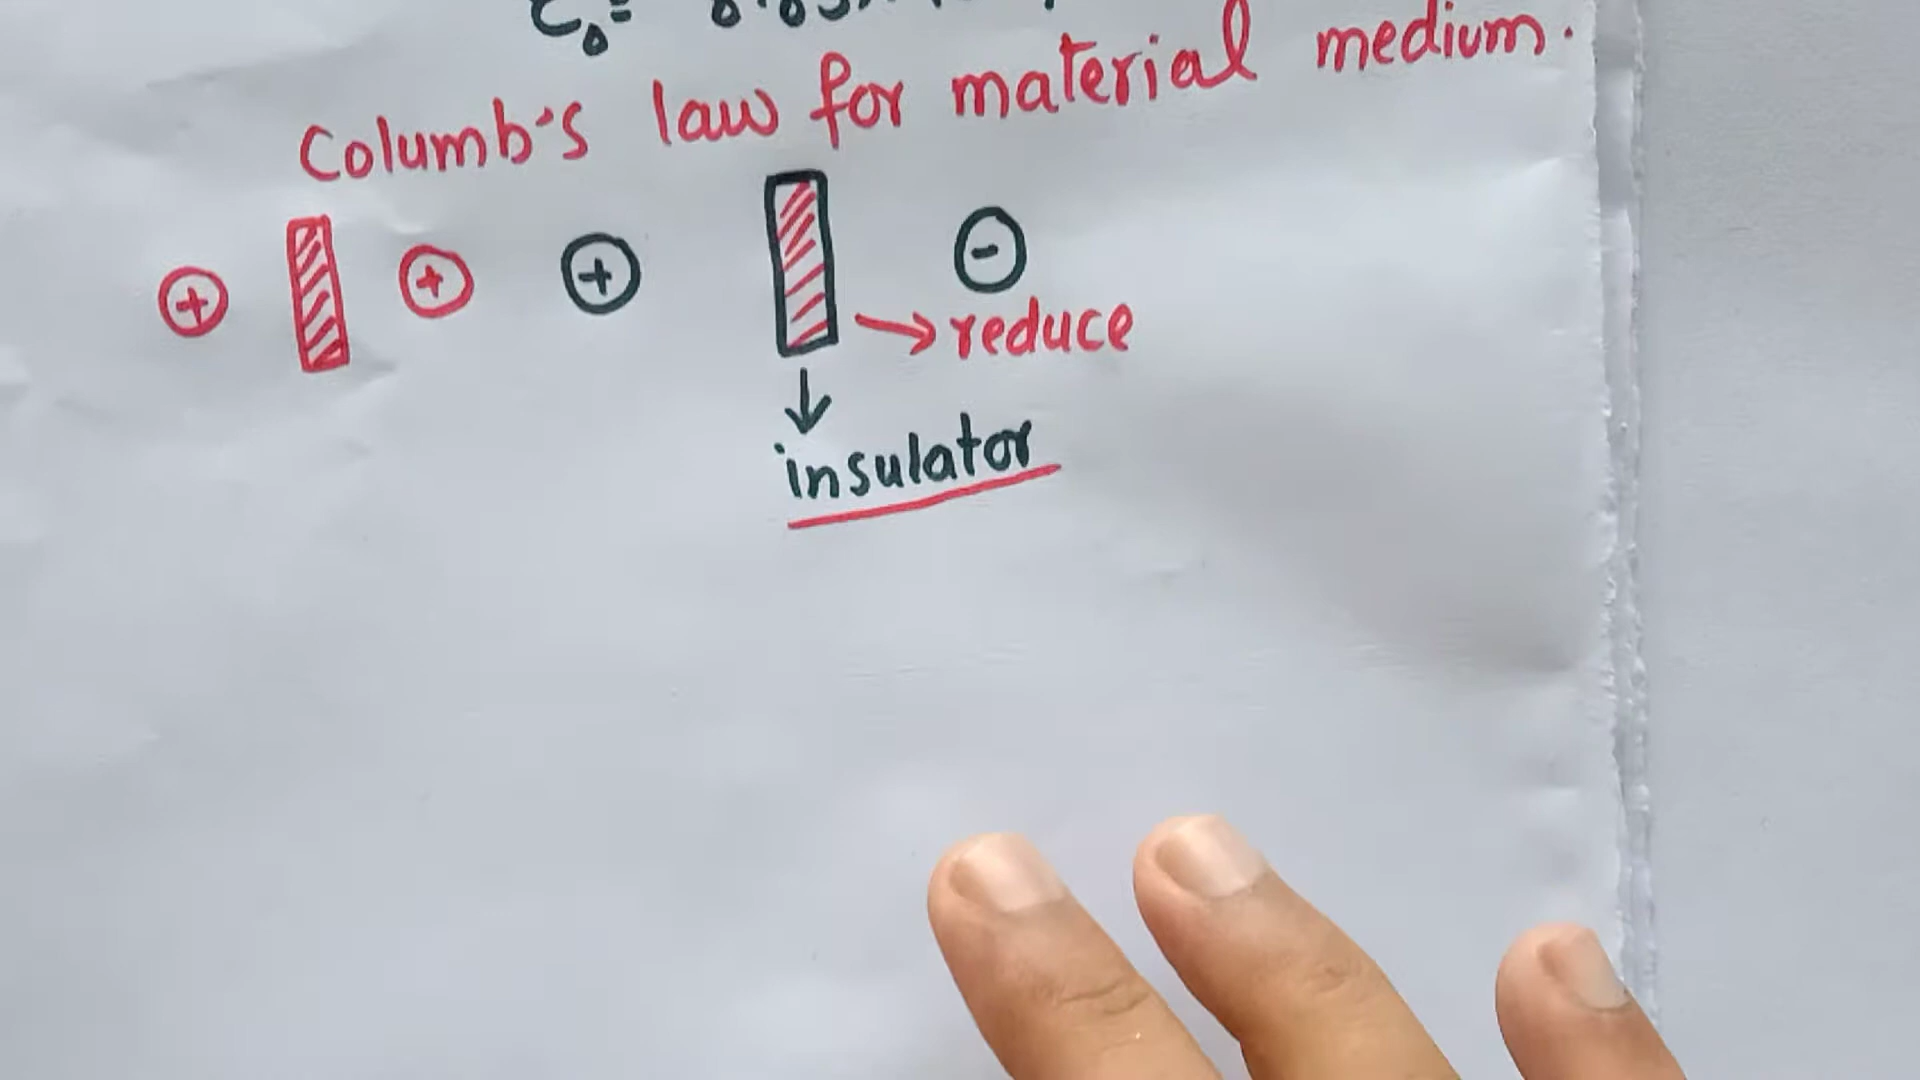 Columb's law for material medium.
+ + + -
reduce
insulator